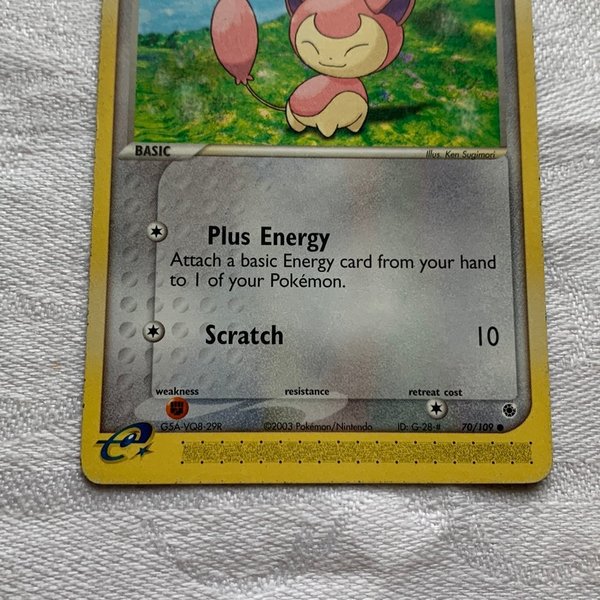 BASIC
Illus. Ken Sugimori
Plus Energy
Attach a basic Energy card from your hand
to 1 of your Pokémon.
Scratch 10
weakness resistance retreat cost
G5A-VQ8-29R ©2003 Pokémon/Nintendo ID: G-28-# 70/109
e